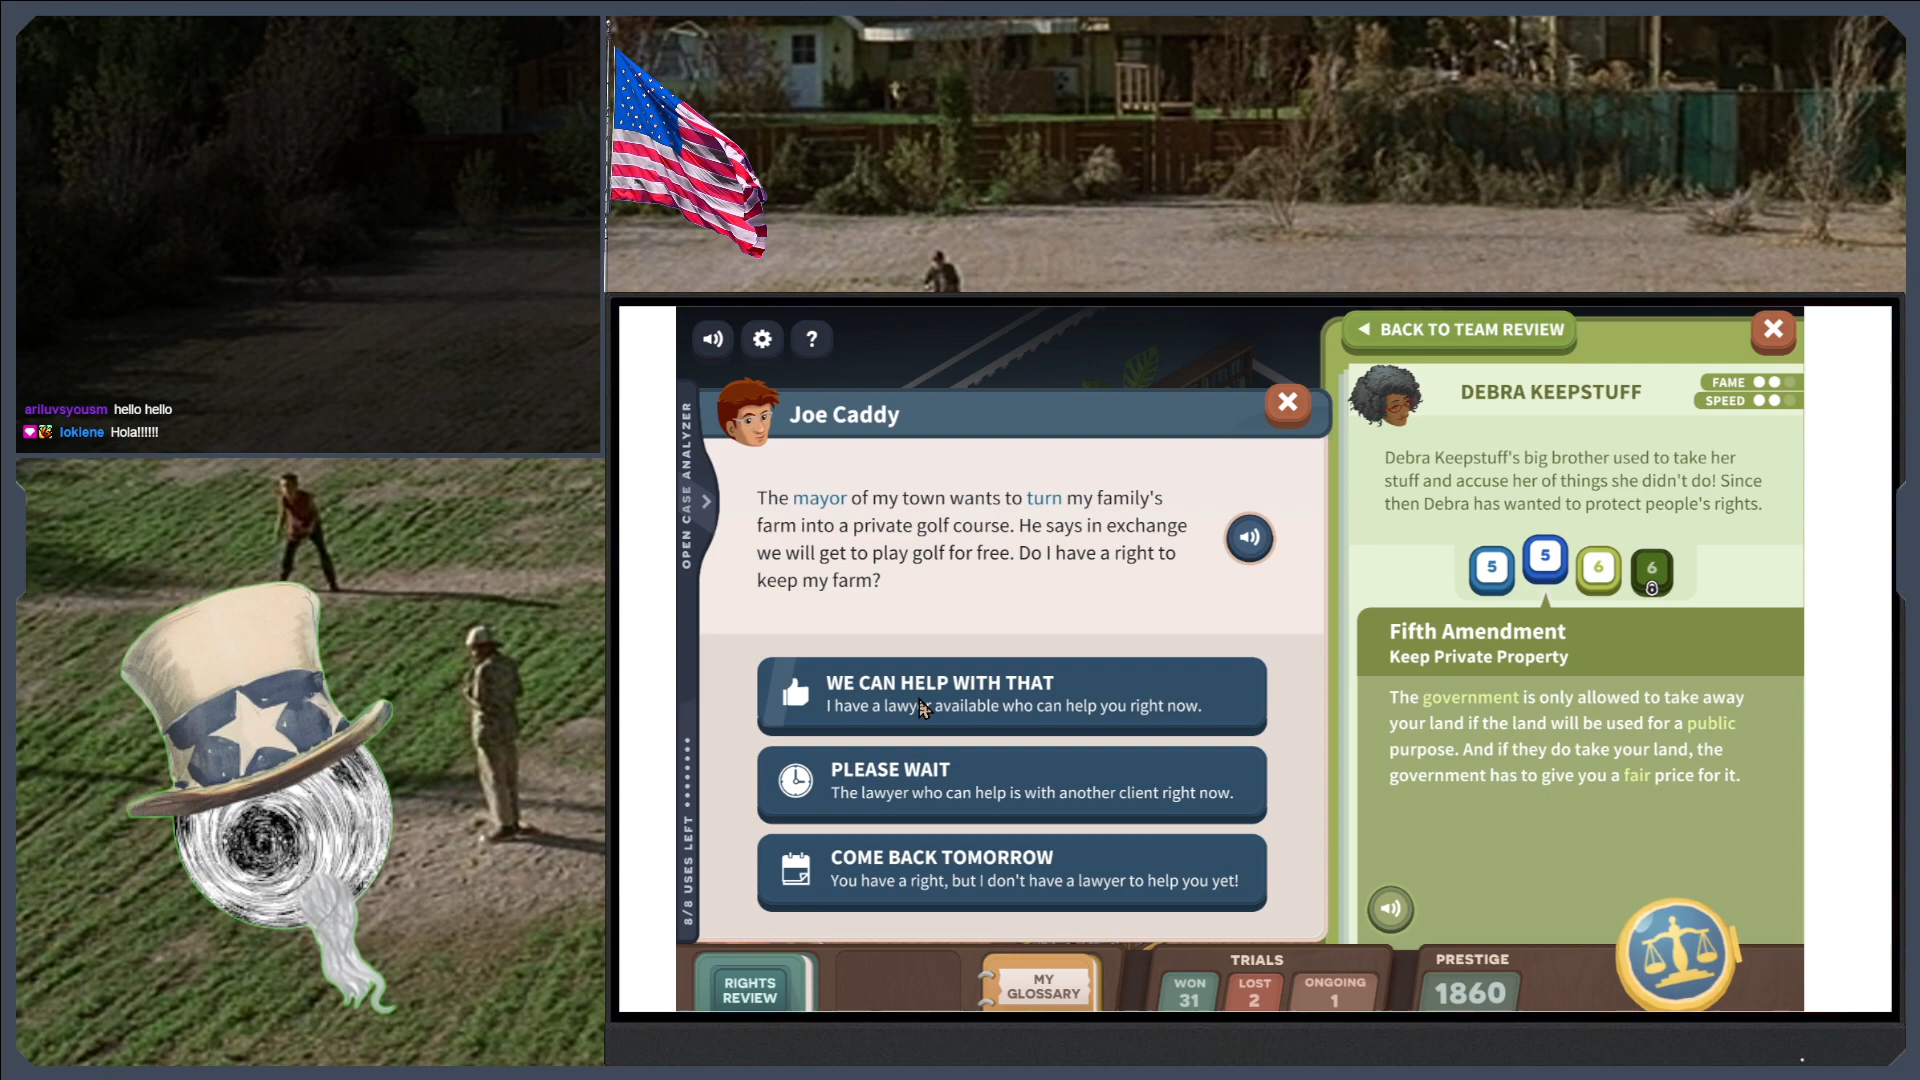 ariluvsyousm hello hello
lokiene Hola!!!!!!
?
BACK TO TEAM REVIEW
OPEN CASE ANALYZER
8/8 USES LEFT
Joe Caddy
The mayor of my town wants to turn my family's
farm into a private golf course. He says in exchange
we will get to play golf for free. Do I have a right to
keep my farm?
WE CAN HELP WITH THAT
I have a lawyer available who can help you right now.
PLEASE WAIT
The lawyer who can help is with another client right now.
COME BACK TOMORROW
You have a right, but I don't have a lawyer to help you yet!
DEBRA KEEPSTUFF
FAME
SPEED
Debra Keepstuff's big brother used to take her
stuff and accuse her of things she didn't do! Since
then Debra has wanted to protect people's rights.
5 5 6 6
Fifth Amendment
Keep Private Property
The government is only allowed to take away
your land if the land will be used for a public
purpose. And if they do take your land, the
government has to give you a fair price for it.
RIGHTS
REVIEW
MY
GLOSSARY
TRIALS
WON
31
LOST
2
ONGOING
1
PRESTIGE
1860